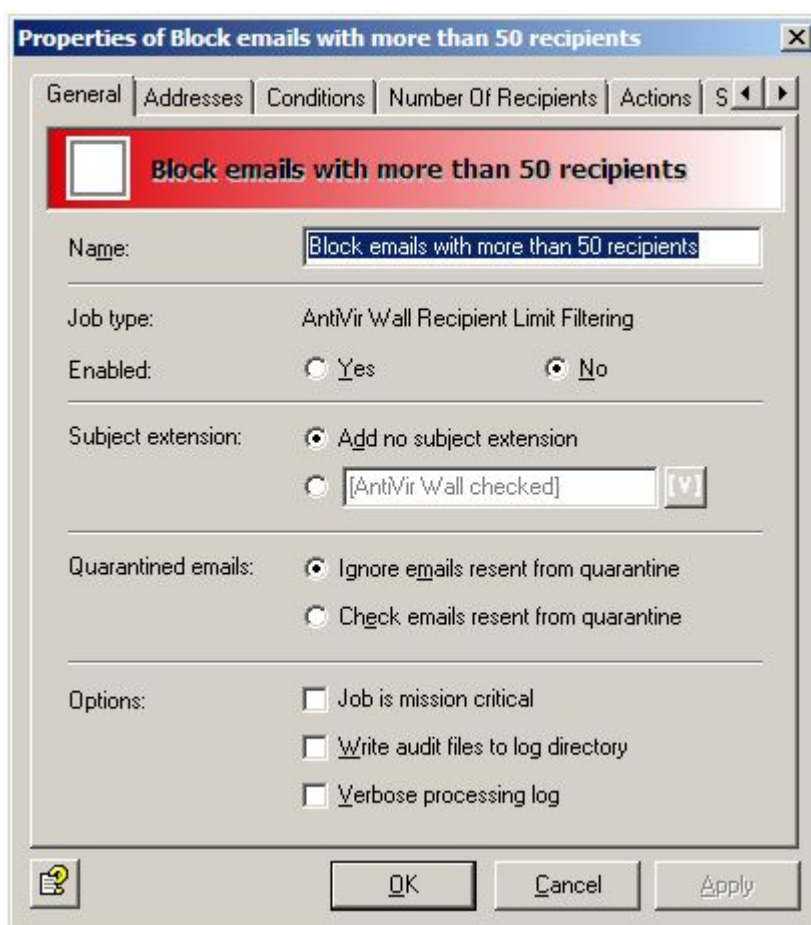 Properties of Block emails with more than 50 recipients
General Addresses Conditions Number Of Recipients Actions S
Block emails with more than 50 recipients
Name: Block emails with more than 50 recipients
Job type: AntiVir Wall Recipient Limit Filtering
Enabled: Yes No
Subject extension: Add no subject extension
[AntiVir Wall checked] [V]
Quarantined emails: Ignore emails resent from quarantine
Check emails resent from quarantine
Options: Job is mission critical
Write audit files to log directory
Verbose processing log
OK Cancel Apply